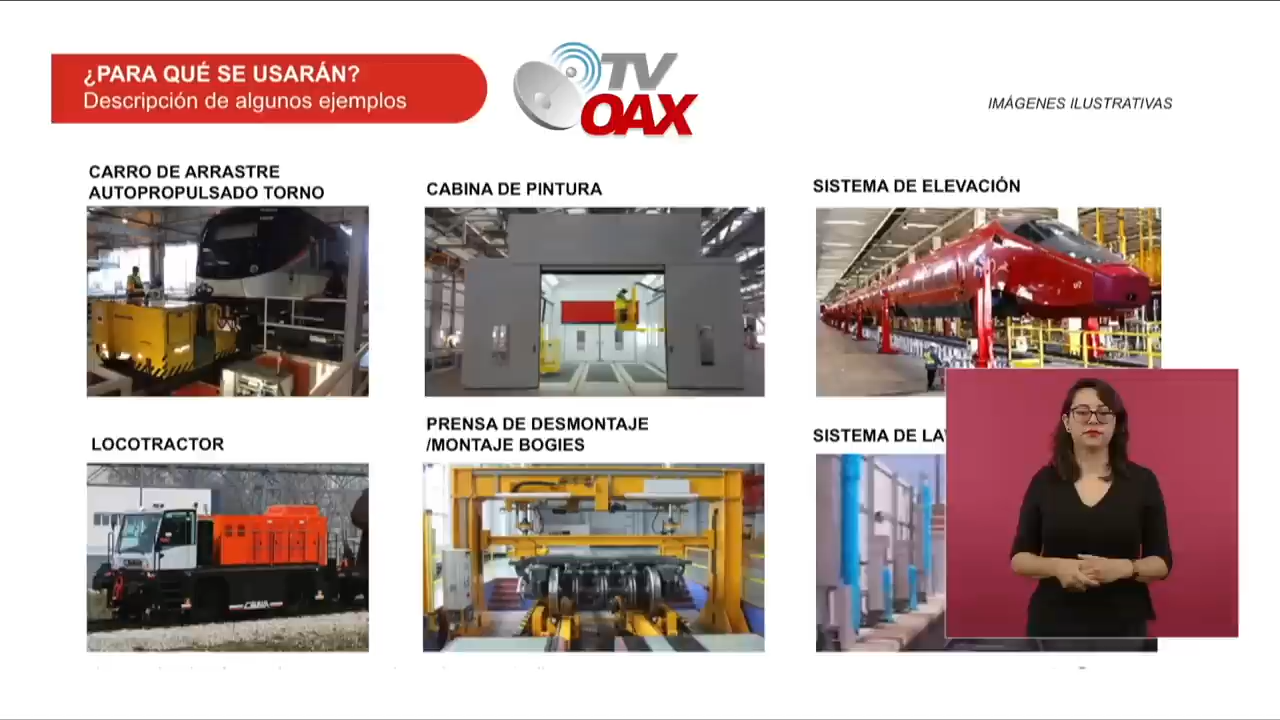 ¿PARA QUÉ SE USARÁN?
Descripción de algunos ejemplos
TV
OAX
IMÁGENES ILUSTRATIVAS
CARRO DE ARRASTRE
AUTOPROPULSADO TORNO
CABINA DE PINTURA
SISTEMA DE ELEVACIÓN
LOCOTRACTOR
PRENSA DE DESMONTAJE
/MONTAJE BOGIES
SISTEMA DE